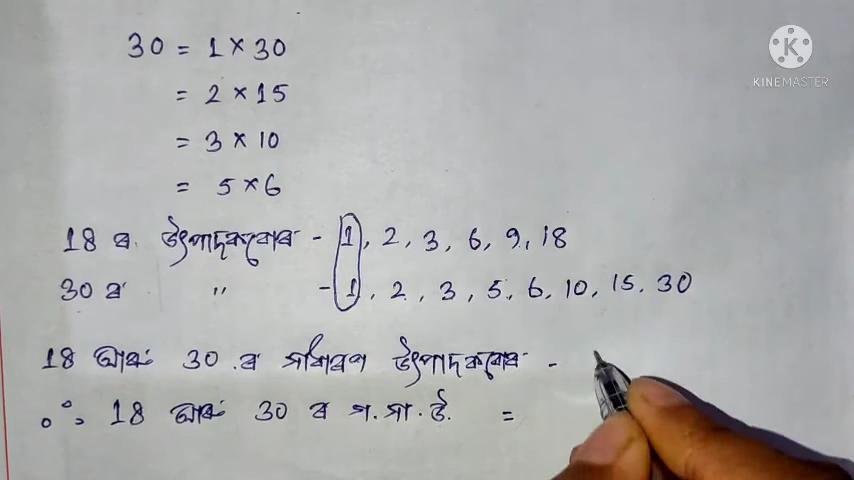 30 = 1 × 30
= 2 × 15
= 3 × 10
= 5 × 6
18 ৰ উৎপাদকবোৰ - 1, 2, 3, 6, 9, 18
30 ৰ " - 1, 2, 3, 5, 6, 10, 15, 30
18 আৰু 30 ৰ সাধাৰণ উৎপাদকবোৰ -
∴ 18 আৰু 30 ৰ গ. সা. উ. =
K
KINEMASTER